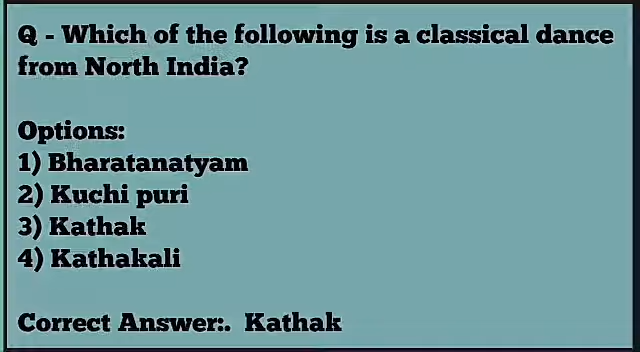 Q - Which of the following is a classical dance
from North India?
Options:
1) Bharatanatyam
2) Kuchi puri
3) Kathak
4) Kathakali
Correct Answer:. Kathak